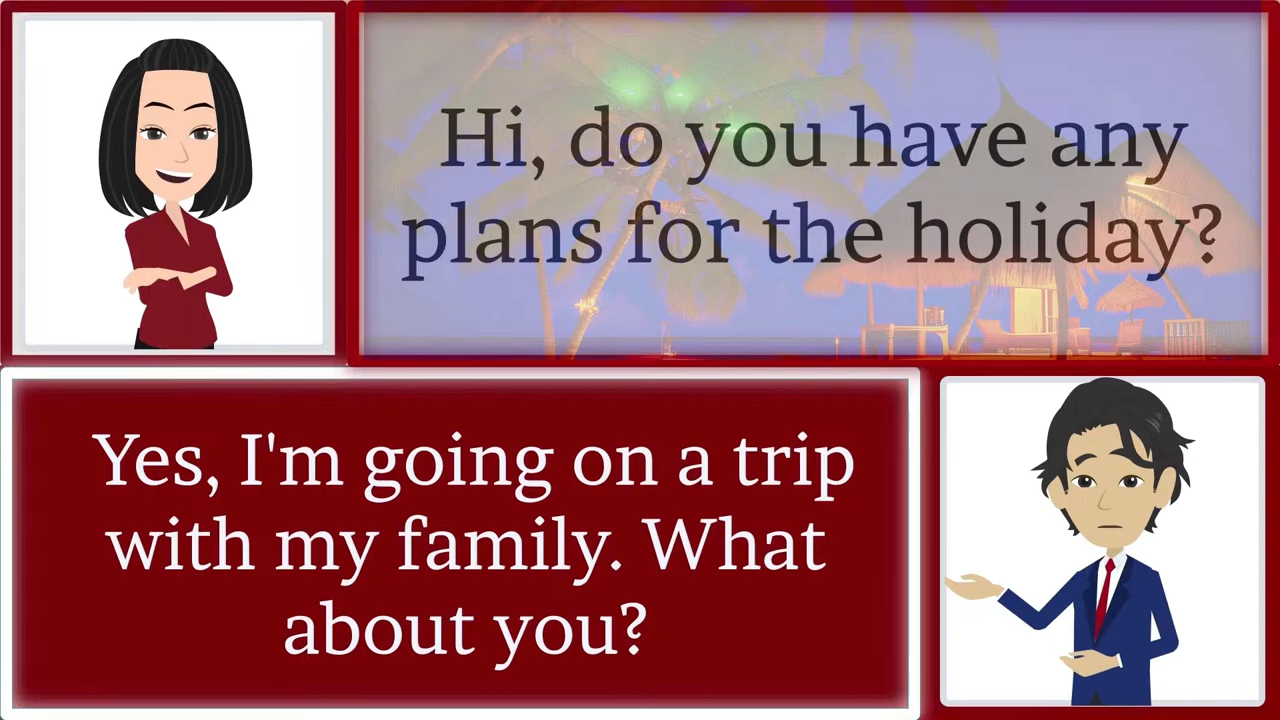 Hi, do you have any
plans for the holiday?
Yes, I'm going on a trip
with my family. What
about you?